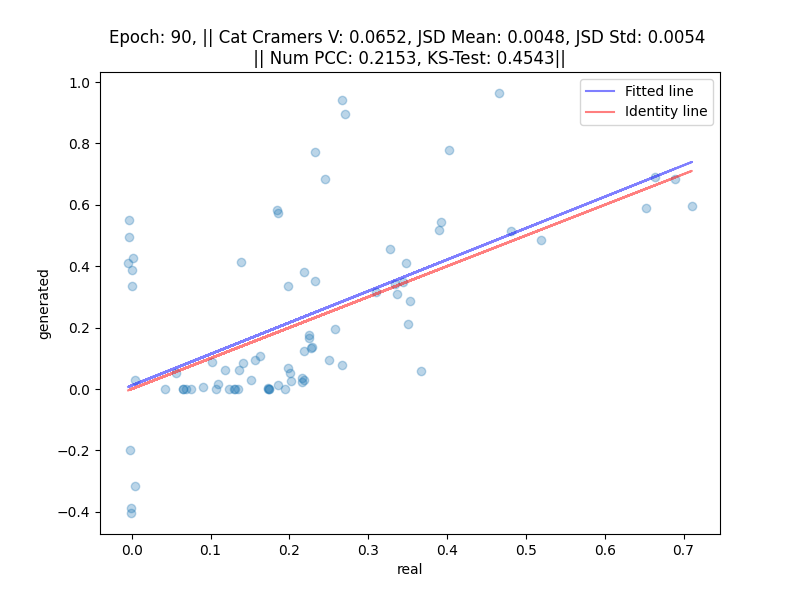 Epoch: 90, || Cat Cramers V: 0.0652, JSD Mean: 0.0048, JSD Std: 0.0054
|| Num PCC: 0.2153, KS-Test: 0.4543||
Fitted line
Identity line
1.0
0.8
0.6
0.4
0.2
0.0
−0.2
−0.4
generated
0.0 0.1 0.2 0.3 0.4 0.5 0.6 0.7
real